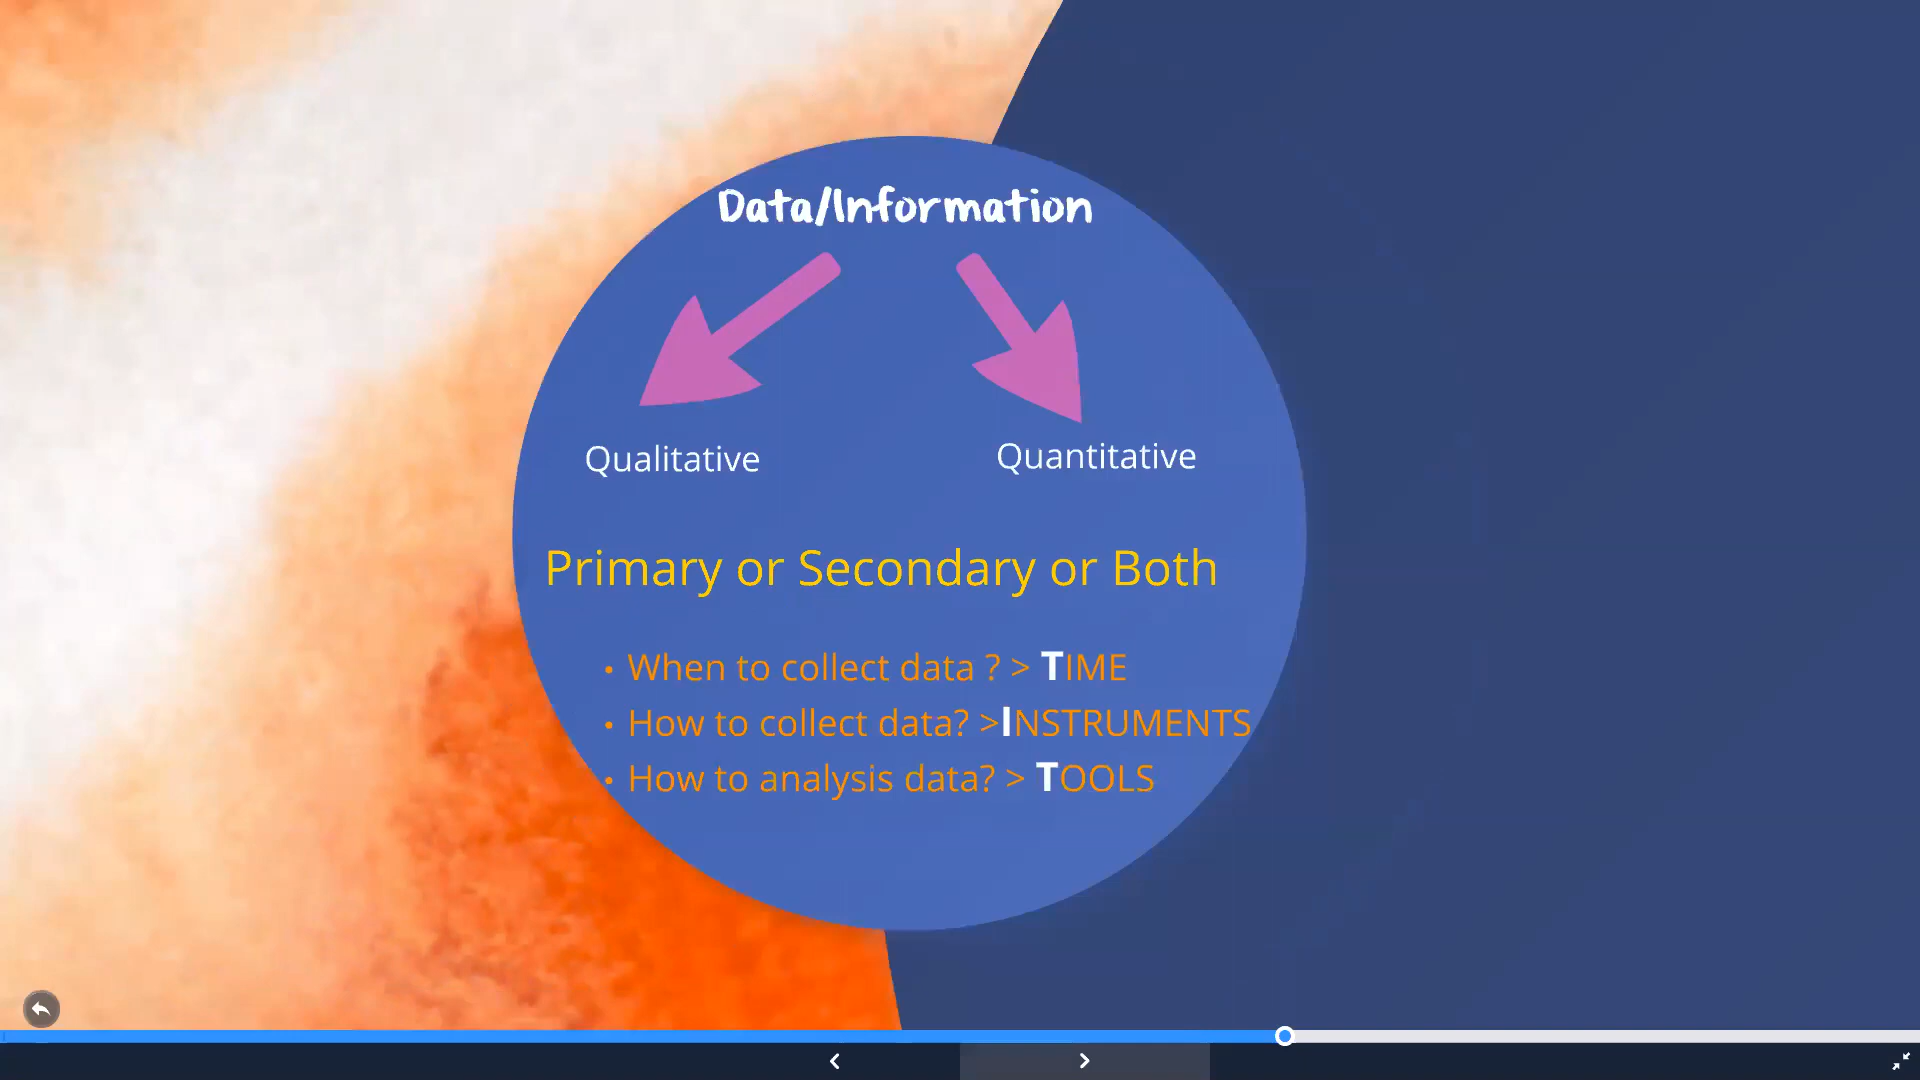 Data/Information
Qualitative
Quantitative
Primary or Secondary or Both
• When to collect data ? > TIME
• How to collect data? >INSTRUMENTS
• How to analysis data? > TOOLS